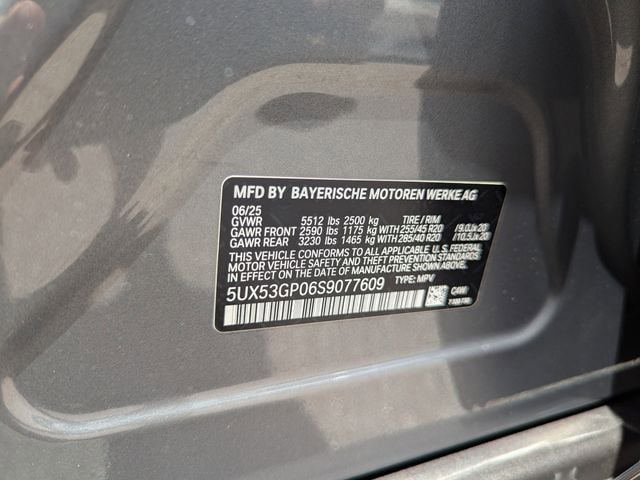 MFD BY BAYERISCHE MOTOREN WERKE AG
06/25
GVWR 5512 lbs 2500 kg TIRE / RIM
GAWR FRONT 2590 lbs 1175 kg WITH 255/45 R20 /9.0Jx20
GAWR REAR 3230 lbs 1465 kg WITH 285/40 R20 /10.5Jx20
THIS VEHICLE CONFORMS TO ALL APPLICABLE U.S. FEDERAL
MOTOR VEHICLE SAFETY, BUMPER, AND THEFT PREVENTION STANDARDS
IN EFFECT ON THE DATE OF MANUFACTURE SHOWN ABOVE.
5UX53GP06S9077609 TYPE: MPV
C4W